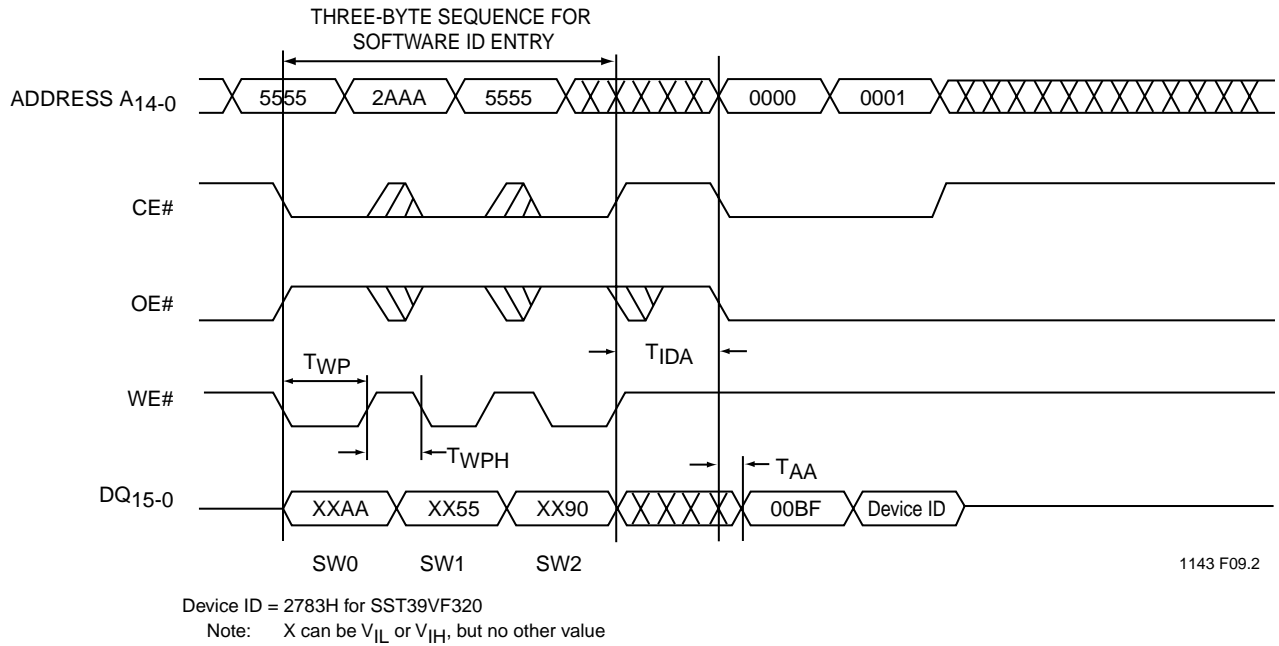 THREE-BYTE SEQUENCE FOR
SOFTWARE ID ENTRY
ADDRESS A14-0
5555 2AAA 5555 0000 0001
CE#
OE#
TIDA
TWP
WE#
TWPH
TAA
DQ15-0
XXAA XX55 XX90 00BF Device ID
SW0 SW1 SW2
1143 F09.2
Device ID = 2783H for SST39VF320
Note: X can be VIL or VIH, but no other value